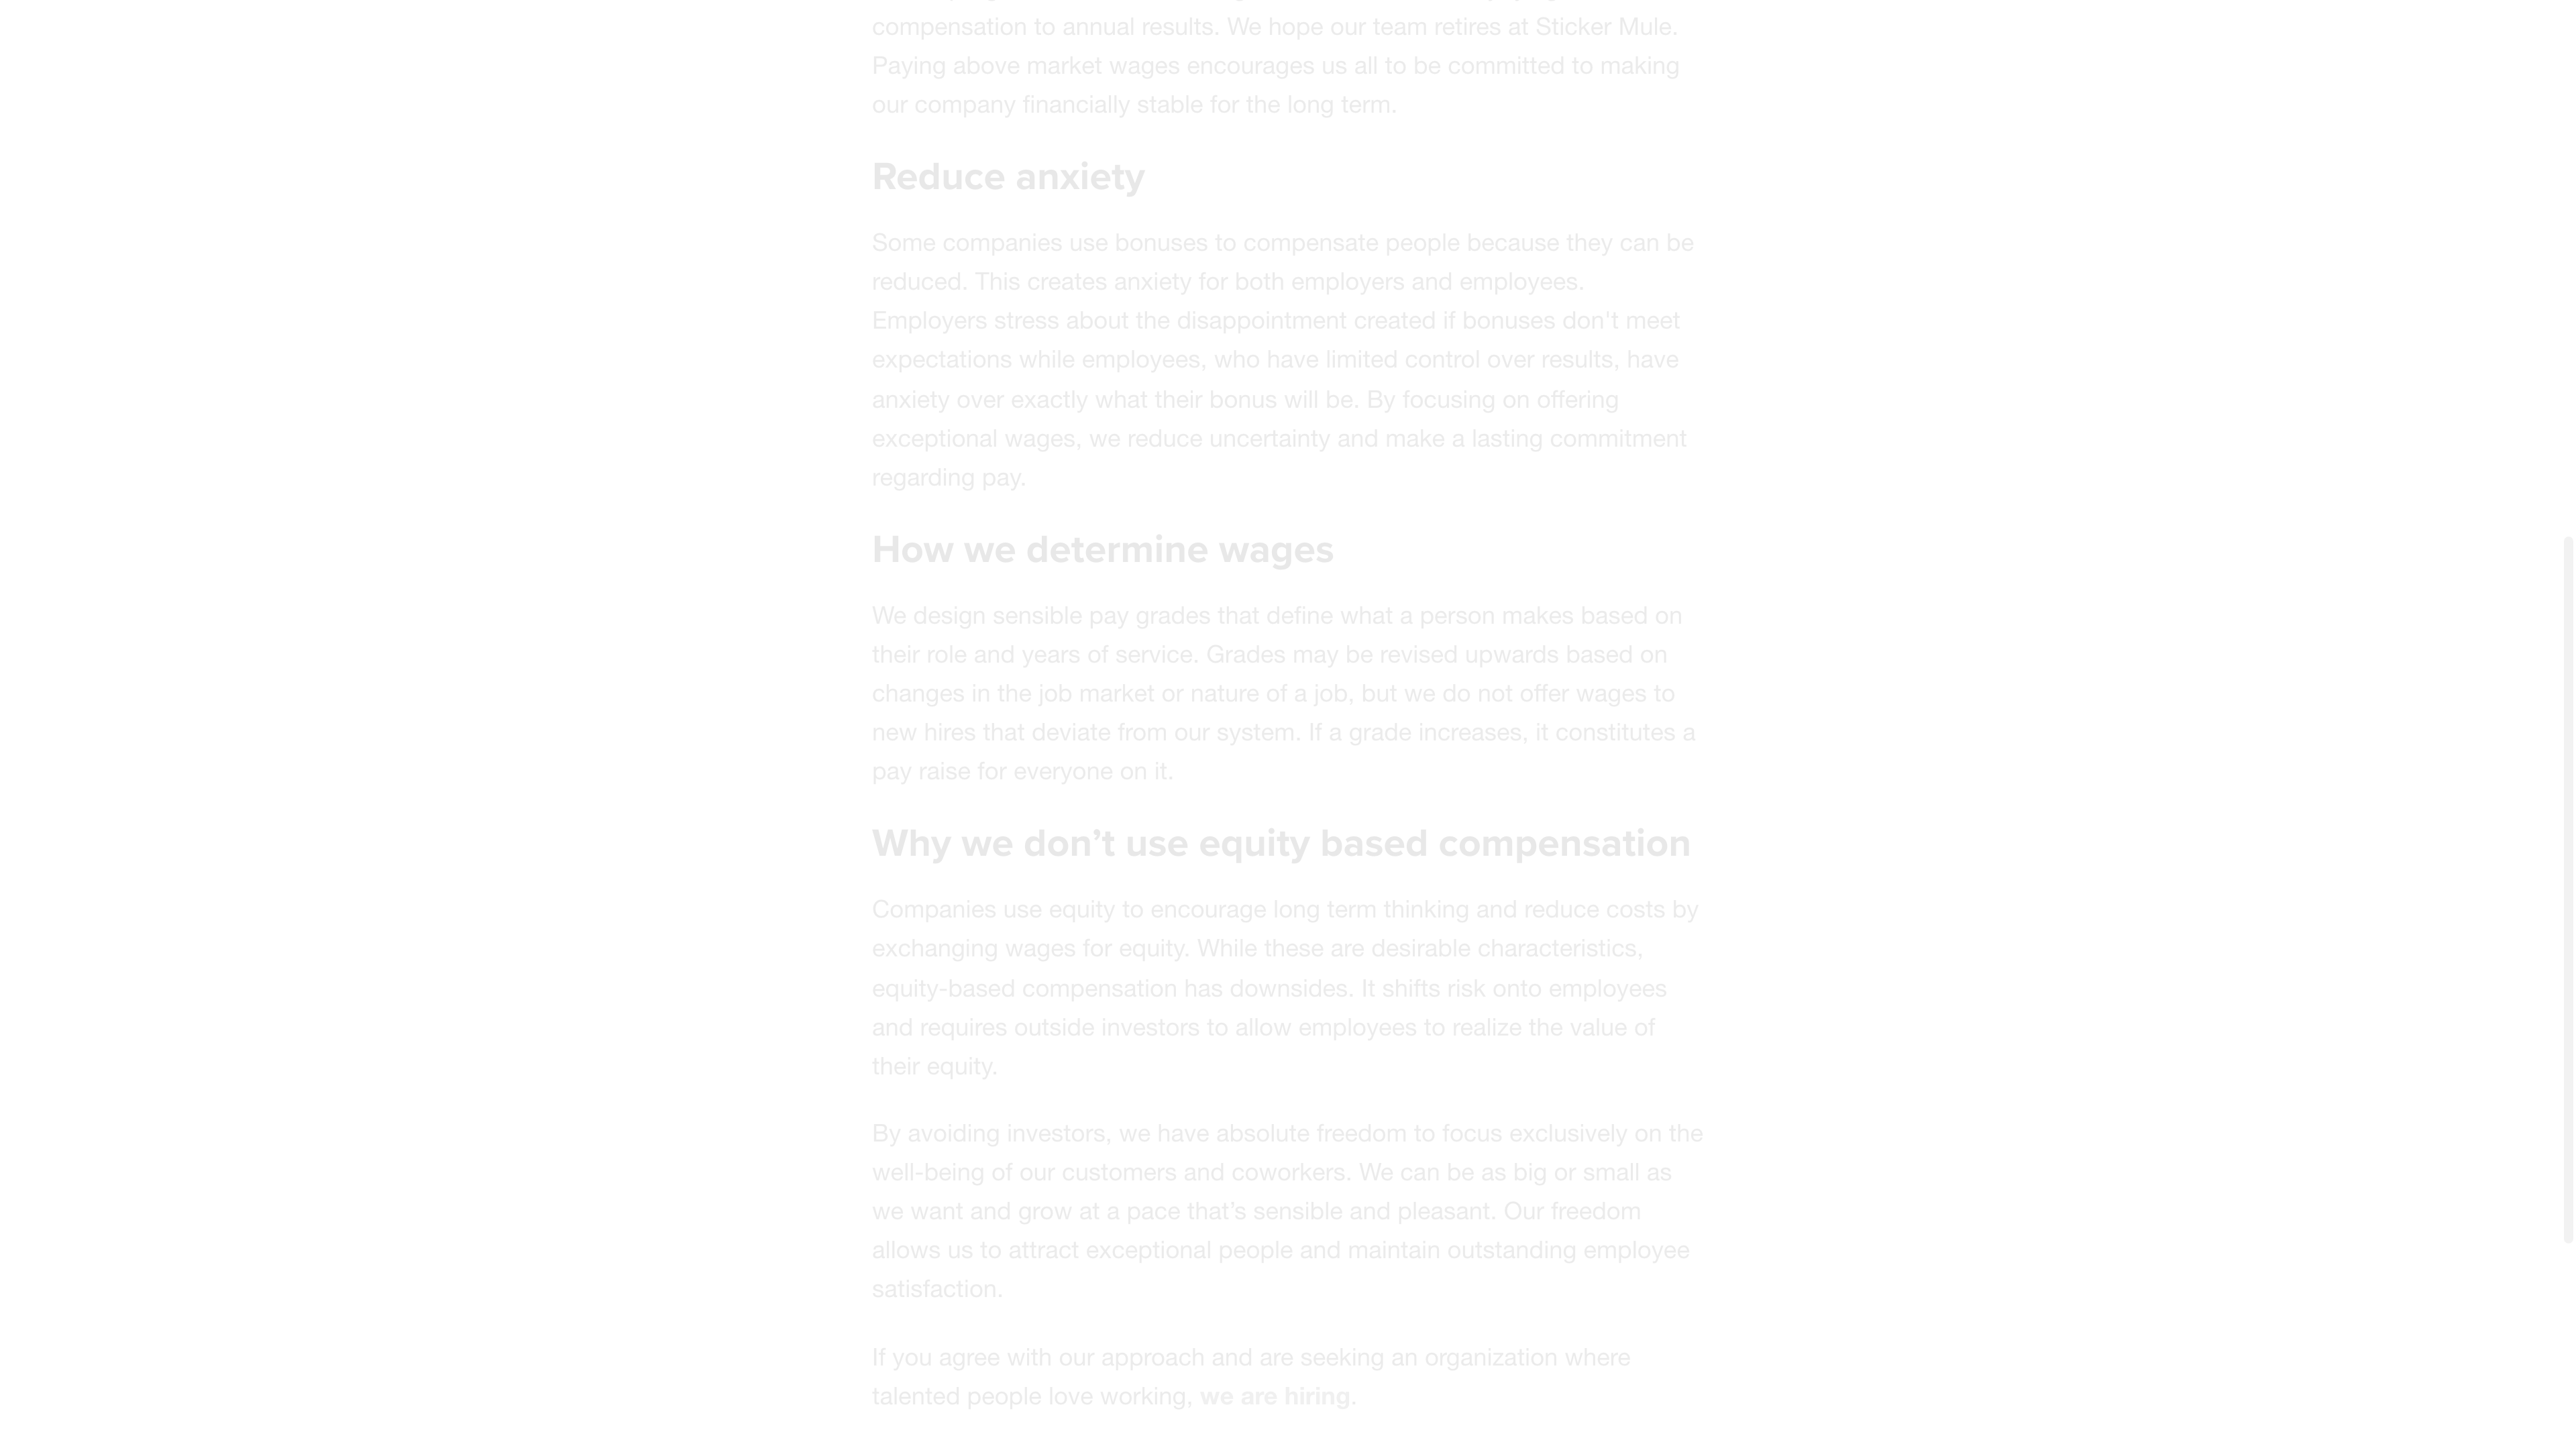 compensation to annual results. We hope our team retires at Sticker Mule.
Paying above market wages encourages us all to be committed to making
our company financially stable for the long term.
Reduce anxiety
Some companies use bonuses to compensate people because they can be
reduced. This creates anxiety for both employers and employees.
Employers stress about the disappointment created if bonuses don't meet
expectations while employees, who have limited control over results, have
anxiety over exactly what their bonus will be. By focusing on offering
exceptional wages, we reduce uncertainty and make a lasting commitment
regarding pay.
How we determine wages
We design sensible pay grades that define what a person makes based on
their role and years of service. Grades may be revised upwards based on
changes in the job market or nature of a job, but we do not offer wages to
new hires that deviate from our system. If a grade increases, it constitutes a
pay raise for everyone on it.
Why we don’t use equity based compensation
Companies use equity to encourage long term thinking and reduce costs by
exchanging wages for equity. While these are desirable characteristics,
equity-based compensation has downsides. It shifts risk onto employees
and requires outside investors to allow employees to realize the value of
their equity.
By avoiding investors, we have absolute freedom to focus exclusively on the
well-being of our customers and coworkers. We can be as big or small as
we want and grow at a pace that’s sensible and pleasant. Our freedom
allows us to attract exceptional people and maintain outstanding employee
satisfaction.
If you agree with our approach and are seeking an organization where
talented people love working, we are hiring.